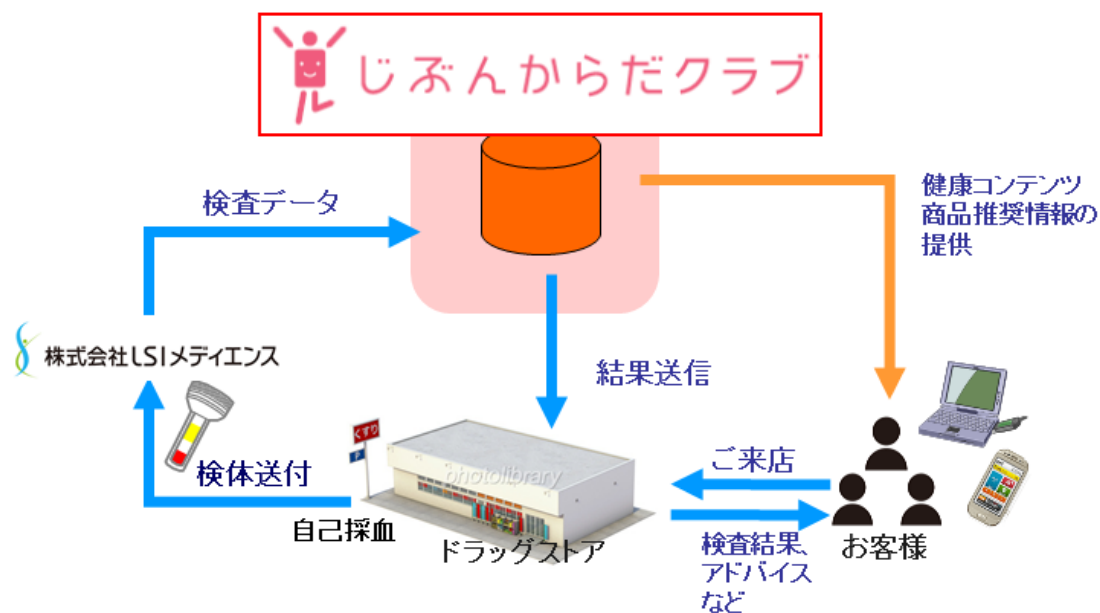 じぶんからだクラブ
検査データ
健康コンテンツ
商品推奨情報の
提供
株式会社LSIメディエンス
結果送信
くすり
P
photolibrary
ご来店
検体送付
自己採血
ドラッグストア
検査結果、
アドバイス
など
お客様